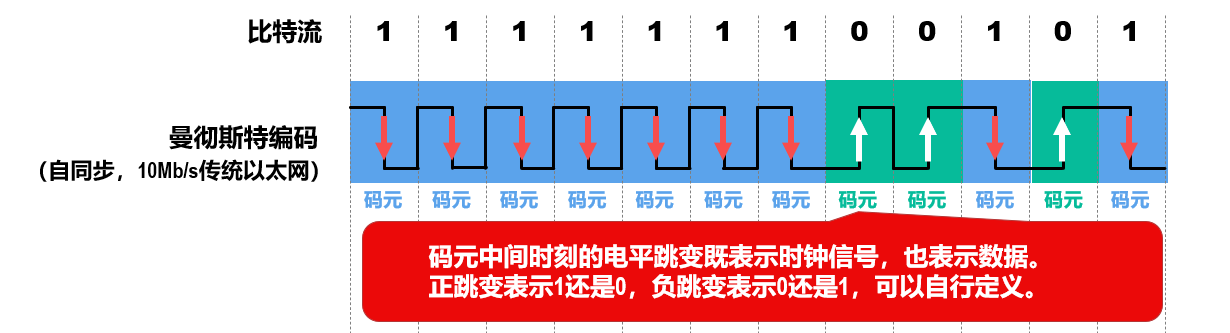 比特流 1 1 1 1 1 1 1 0 0 1 0 1
曼彻斯特编码
（自同步，10Mb/s传统以太网）
码元 码元 码元 码元 码元 码元 码元 码元 码元 码元 码元 码元
码元中间时刻的电平跳变既表示时钟信号，也表示数据。
正跳变表示1还是0，负跳变表示0还是1，可以自行定义。